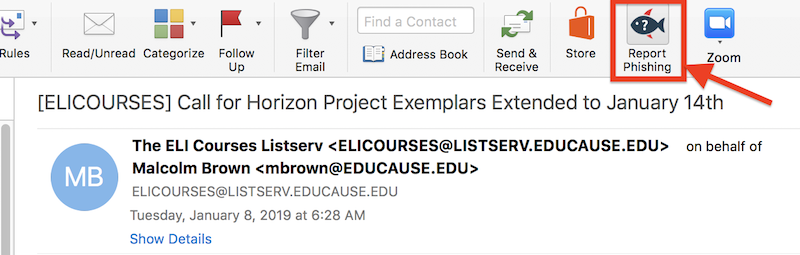 Rules
Read/Unread
Categorize
Follow
Up
Filter
Email
Find a Contact
Address Book
Send &
Receive
Store
?
Report
Phishing
Zoom
[ELICOURSES] Call for Horizon Project Exemplars Extended to January 14th
MB
The ELI Courses Listserv <ELICOURSES@LISTSERV.EDUCAUSE.EDU> on behalf of
Malcolm Brown <mbrown@EDUCAUSE.EDU>
ELICOURSES@LISTSERV.EDUCAUSE.EDU
Tuesday, January 8, 2019 at 6:28 AM
Show Details